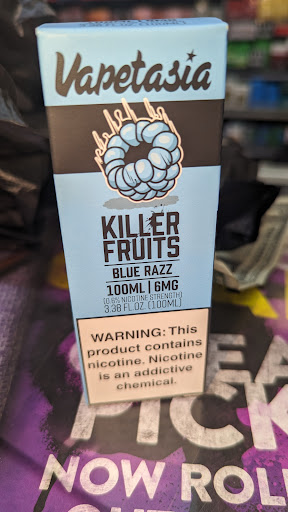 Vapetasia
KILLER
FRUITS
BLUE RAZZ
100ML | 6MG
(0.6% NICOTINE STRENGTH)
3.38 FL. OZ. (100ML)
WARNING: This
product contains
nicotine. Nicotine
is an addictive
chemical.
PICK
NOW ROLL